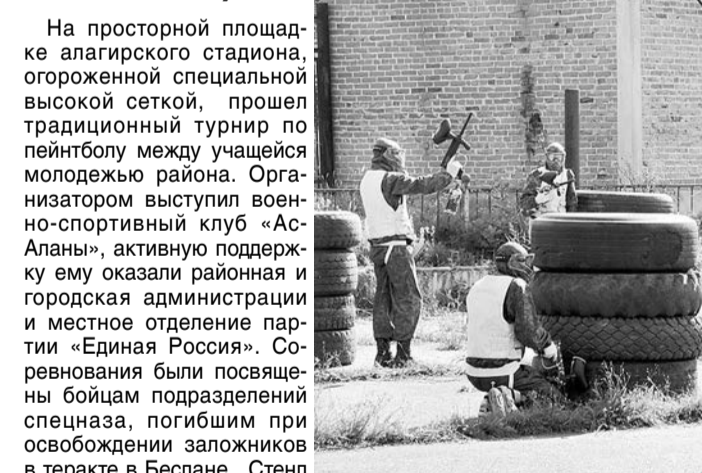 На просторной площад-
ке алагирского стадиона,
огороженной специальной
высокой сеткой, прошел
традиционный турнир по
пейнтболу между учащейся
молодежью района. Орга-
низатором выступил воен-
но-спортивный клуб «Ас-
Аланы», активную поддерж-
ку ему оказали районная и
городская администрации
и местное отделение пар-
тии «Единая Россия». Со-
ревнования были посвяще-
ны бойцам подразделений
спецназа, погибшим при
освобождении заложников
в теракте в Беслане. Стенд